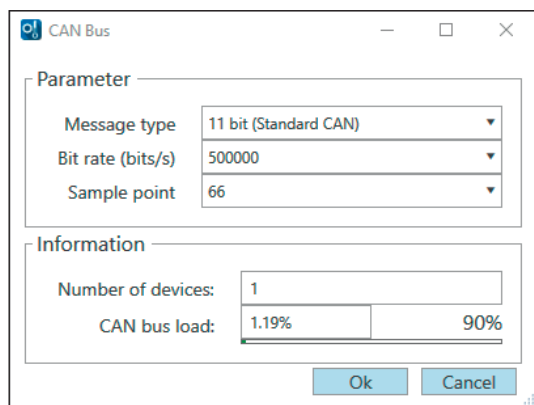 CAN Bus
Parameter
Message type 11 bit (Standard CAN)
Bit rate (bits/s) 500000
Sample point 66
Information
Number of devices: 1
CAN bus load: 1.19% 90%
Ok Cancel